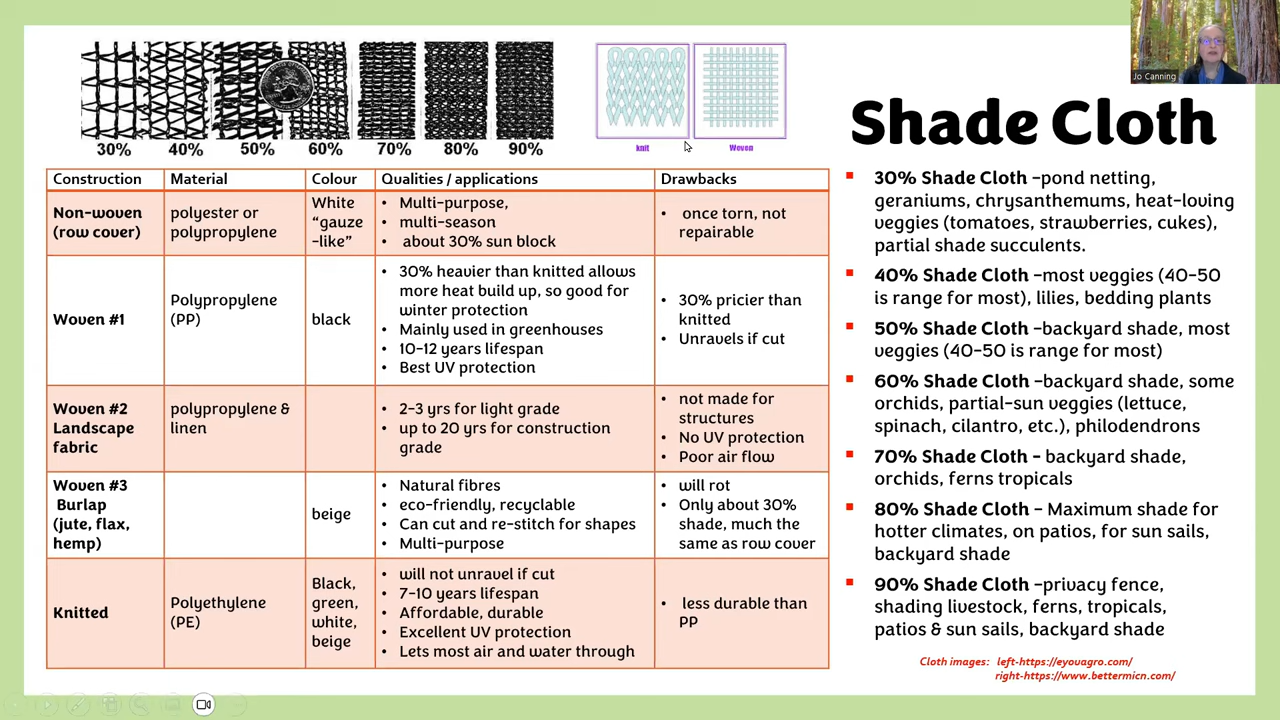 Jo Canning
30%
40%
50%
60%
70%
80%
90%
knit
Woven
Shade Cloth
Construction
Material
Colour
Qualities / applications
Drawbacks
Non-woven
(row cover)
polyester or
polypropylene
White
“gauze
-like”
• Multi-purpose,
• multi-season
• about 30% sun block
• once torn, not
repairable
Woven #1
Polypropylene
(PP)
black
• 30% heavier than knitted allows
more heat build up, so good for
winter protection
• Mainly used in greenhouses
• 10-12 years lifespan
• Best UV protection
• 30% pricier than
knitted
• Unravels if cut
Woven #2
Landscape
fabric
polypropylene &
linen
• 2-3 yrs for light grade
• up to 20 yrs for construction
grade
• not made for
structures
• No UV protection
• Poor air flow
Woven #3
Burlap
(jute, flax,
hemp)
beige
• Natural fibres
• eco-friendly, recyclable
• Can cut and re-stitch for shapes
• Multi-purpose
• will rot
• Only about 30%
shade, much the
same as row cover
Knitted
Polyethylene
(PE)
Black,
green,
white,
beige
• will not unravel if cut
• 7-10 years lifespan
• Affordable, durable
• Excellent UV protection
• Lets most air and water through
• less durable than
PP
▪ 30% Shade Cloth –pond netting,
geraniums, chrysanthemums, heat-loving
veggies (tomatoes, strawberries, cukes),
partial shade succulents.
▪ 40% Shade Cloth –most veggies (40-50
is range for most), lilies, bedding plants
▪ 50% Shade Cloth –backyard shade, most
veggies (40-50 is range for most)
▪ 60% Shade Cloth –backyard shade, some
orchids, partial-sun veggies (lettuce,
spinach, cilantro, etc.), philodendrons
▪ 70% Shade Cloth – backyard shade,
orchids, ferns tropicals
▪ 80% Shade Cloth – Maximum shade for
hotter climates, on patios, for sun sails,
backyard shade
▪ 90% Shade Cloth –privacy fence,
shading livestock, ferns, tropicals,
patios & sun sails, backyard shade
Cloth images: left-https://eyouagro.com/
right-https://www.bettermicn.com/